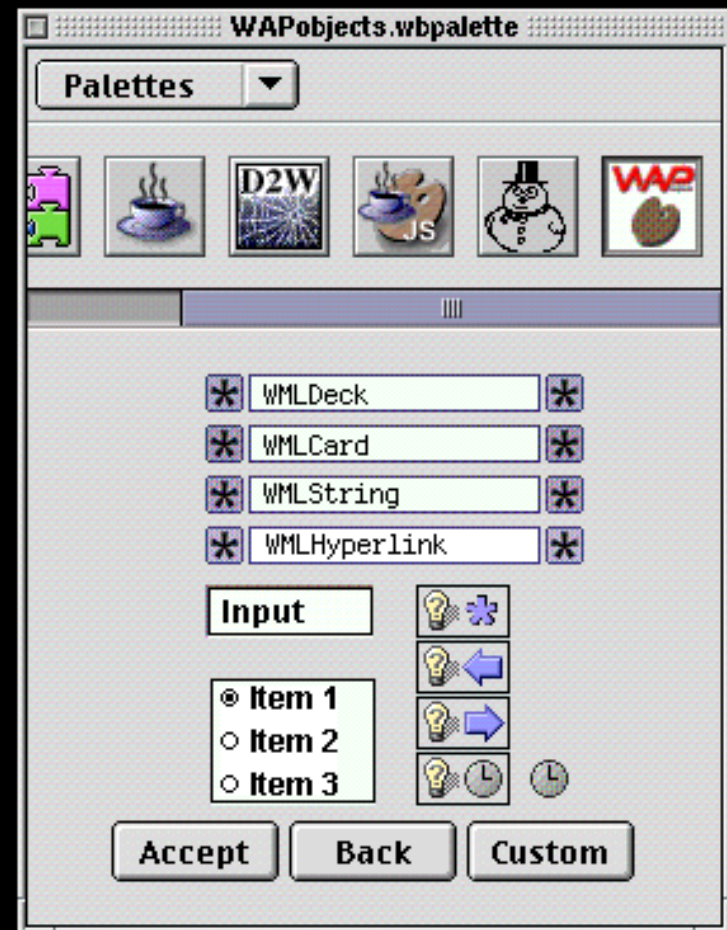 WAPobjects.wbpalette
Palettes
D2W
JS
WAP
* WMLDeck *
* WMLCard *
* WMLString *
* WMLHyperlink *
Input
Item 1
Item 2
Item 3
Accept Back Custom